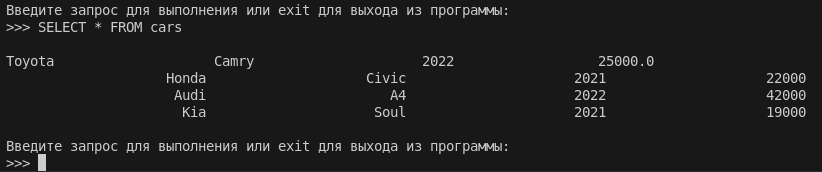 Введите запрос для выполнения или exit для выхода из программы:
>>> SELECT * FROM cars
Toyota Camry 2022 25000.0
Honda Civic 2021 22000
Audi A4 2022 42000
Kia Soul 2021 19000
Введите запрос для выполнения или exit для выхода из программы:
>>>